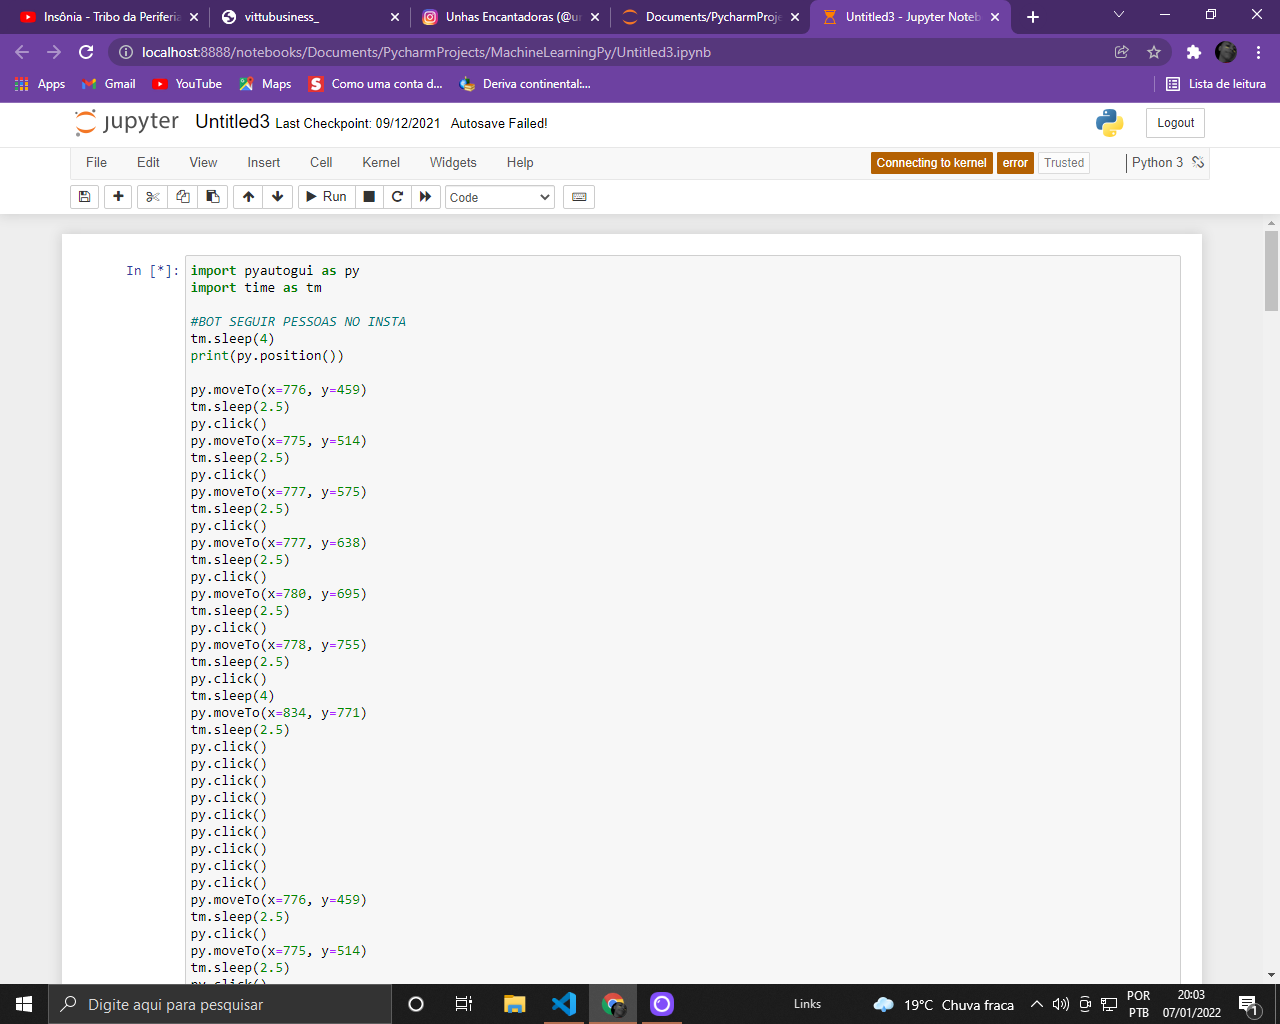 Insônia - Tribo da Periferia
vittubusiness_
Unhas Encantadoras (@ur
Documents/PycharmProje
Untitled3 - Jupyter Noteb
localhost:8888/notebooks/Documents/PycharmProjects/MachineLearningPy/Untitled3.ipynb
Apps
Gmail
YouTube
Maps
Como uma conta d...
Deriva continental:...
Lista de leitura
jupyter Untitled3 Last Checkpoint: 09/12/2021 Autosave Failed!
Logout
File Edit View Insert Cell Kernel Widgets Help
Connecting to kernel error Trusted Python 3
Run Code
In [*]: import pyautogui as py
import time as tm
#BOT SEGUIR PESSOAS NO INSTA
tm.sleep(4)
print(py.position())
py.moveTo(x=776, y=459)
tm.sleep(2.5)
py.click()
py.moveTo(x=775, y=514)
tm.sleep(2.5)
py.click()
py.moveTo(x=777, y=575)
tm.sleep(2.5)
py.click()
py.moveTo(x=777, y=638)
tm.sleep(2.5)
py.click()
py.moveTo(x=780, y=695)
tm.sleep(2.5)
py.click()
py.moveTo(x=778, y=755)
tm.sleep(2.5)
py.click()
tm.sleep(4)
py.moveTo(x=834, y=771)
tm.sleep(2.5)
py.click()
py.click()
py.click()
py.click()
py.click()
py.click()
py.click()
py.click()
py.click()
py.moveTo(x=776, y=459)
tm.sleep(2.5)
py.click()
py.moveTo(x=775, y=514)
tm.sleep(2.5)
py.click()
Digite aqui para pesquisar
Links
19°C Chuva fraca
POR
PTB
20:03
07/01/2022
1